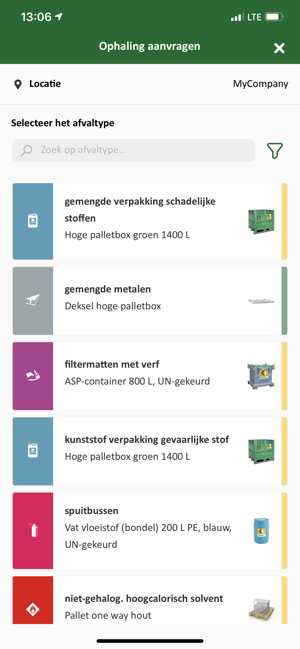 13:06
LTE
Ophaling aanvragen
Locatie
MyCompany
Selecteer het afvaltype
Zoek op afvaltype...
gemengde verpakking schadelijke
stoffen
Hoge palletbox groen 1400 L
gemengde metalen
Deksel hoge palletbox
filtermatten met verf
ASP-container 800 L, UN-gekeurd
kunststof verpakking gevaarlijke stof
Hoge palletbox groen 1400 L
spuitbussen
Vat vloeistof (bondel) 200 L PE, blauw,
UN-gekeurd
niet-gehalog. hoogcalorisch solvent
Pallet one way hout